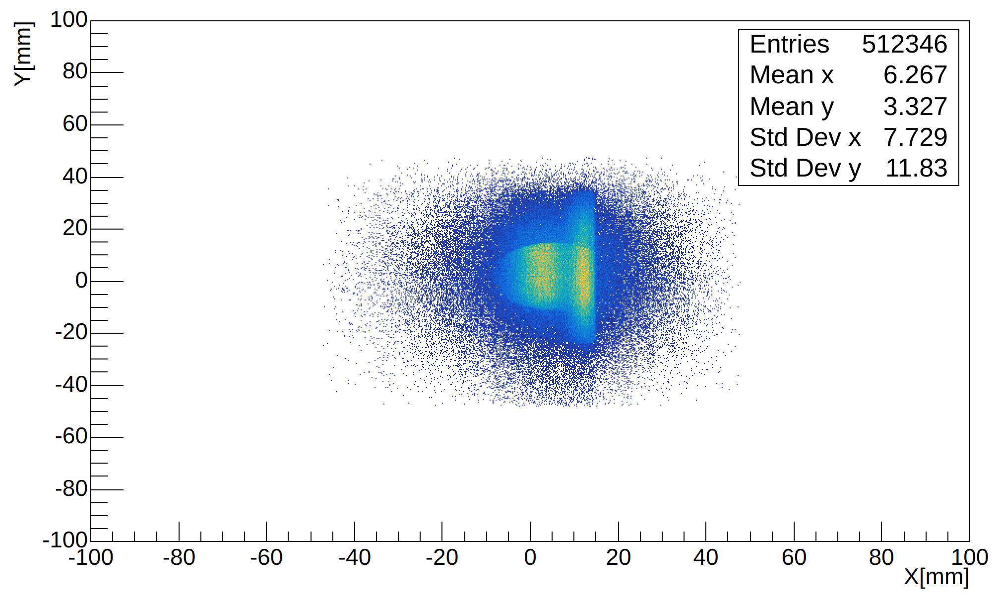 Y[mm]
100
80
60
40
20
0
-20
-40
-60
-80
-100
Entries 512346
Mean x 6.267
Mean y 3.327
Std Dev x 7.729
Std Dev y 11.83
-100 -80 -60 -40 -20 0 20 40 60 80 100
X[mm]